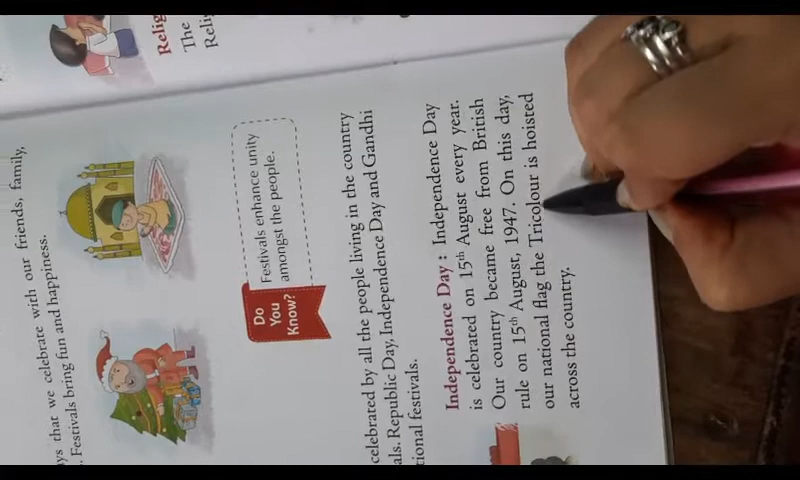 Relig
The
Relig
ys that we celebrate with our friends, family,
. Festivals bring fun and happiness.
Do
You
Know?
Festivals enhance unity
amongst the people.
celebrated by all the people living in the country
als. Republic Day, Independence Day and Gandhi
tional festivals.
Independence Day : Independence Day
is celebrated on 15th August every year.
Our country became free from British
rule on 15th August, 1947. On this day,
our national flag the Tricolour is hoisted
across the country.